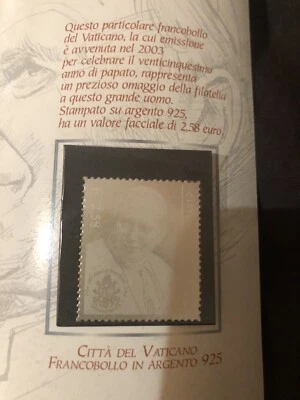 Questo particolare francobollo
del Vaticano, la cui emissione
è avvenuta nel 2003
per celebrare il venticinquesimo
anno di papato, rappresenta
un prezioso omaggio della filatelia
a questo grande uomo.
Stampato su argento 925,
ha un valore facciale di 2.58 euro.
CITTÀ DEL VATICANO
FRANCOBOLLO IN ARGENTO 925